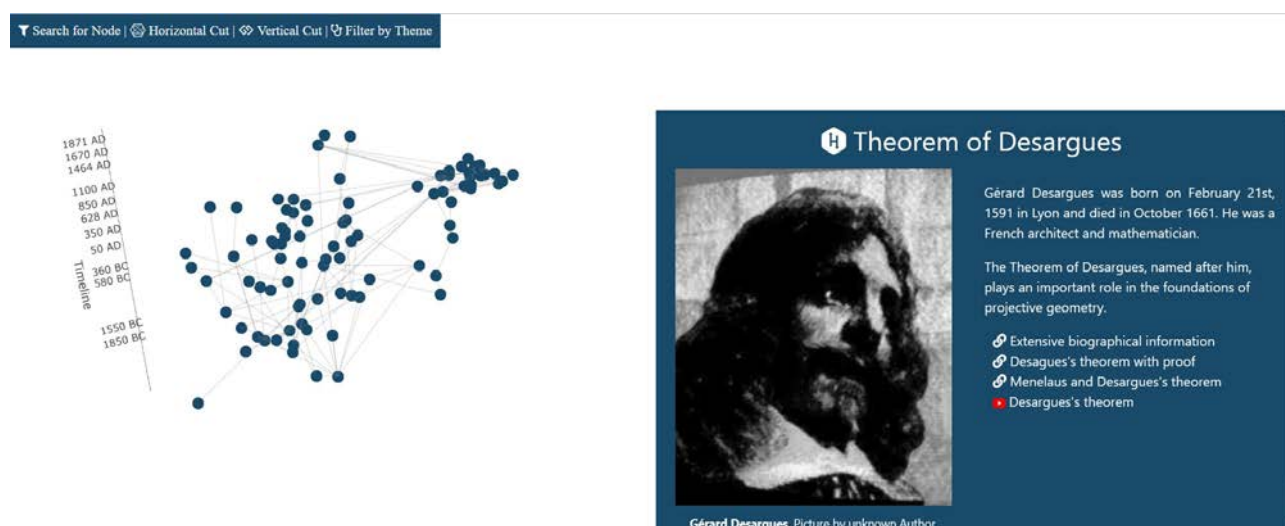 Search for Node | Horizontal Cut | Vertical Cut | Filter by Theme
1871 AD
1670 AD
1464 AD
1100 AD
850 AD
628 AD
350 AD
50 AD
360 BC
580 BC
1550 BC
1850 BC
Timeline
Theorem of Desargues
Gérard Desargues was born on February 21st,
1591 in Lyon and died in October 1661. He was a
French architect and mathematician.
The Theorem of Desargues, named after him,
plays an important role in the foundations of
projective geometry.
Extensive biographical information
Desagues's theorem with proof
Menelaus and Desargues's theorem
Desargues's theorem
Gérard Desargues. Picture by unknown Author